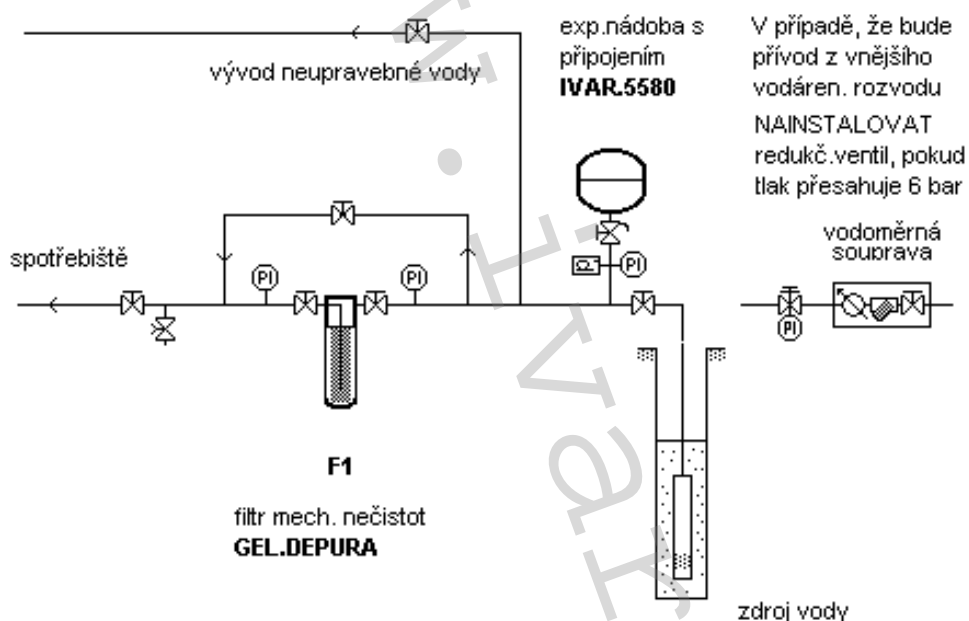 exp.nádoba s
připojením
IVAR.5580
V případě, že bude
přívod z vnějšího
vodáren. rozvodu
NAINSTALOVAT
redukč.ventil, pokud
tlak přesahuje 6 bar
vývod neupravebné vody
vodoměrná
souprava
spotřebiště
PI
PI
PI
PI
F1
filtr mech. nečistot
GEL.DEPURA
zdroj vody
w.ivar